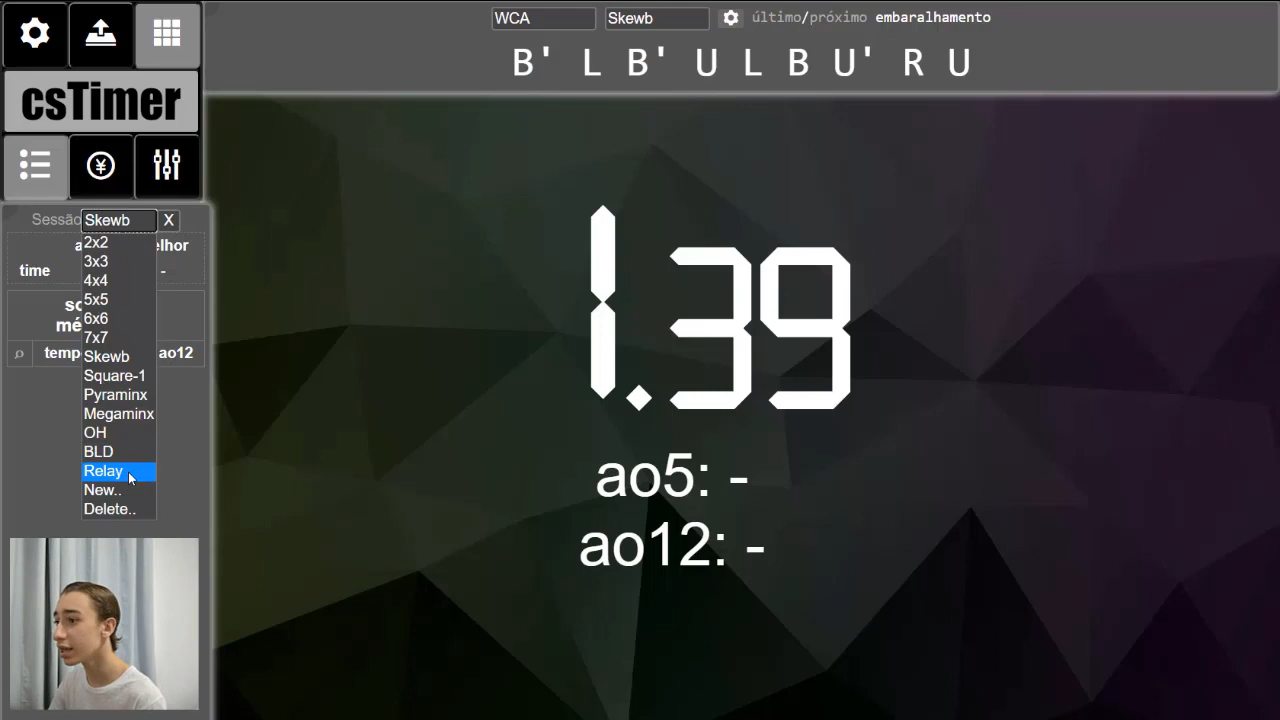 WCA Skewb último/próximo embaralhamento
B' L B' U L B U' R U
csTimer
¥
Sessão Skewb X
2x2
3x3
4x4
5x5
6x6
7x7
Skewb
Square-1
Pyraminx
Megaminx
OH
BLD
Relay
New..
Delete..
time -
ao12
1.39
ao5: -
ao12: -